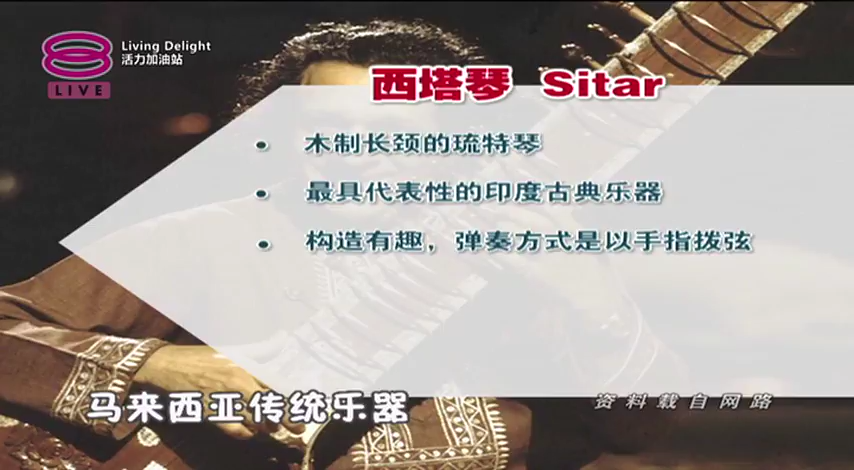 Living Delight
活力加油站
LIVE
西塔琴 Sitar
• 木制长颈的琉特琴
• 最具代表性的印度古典乐器
• 构造有趣，弹奏方式是以手指拨弦
马来西亚传统乐器
资料载自网路